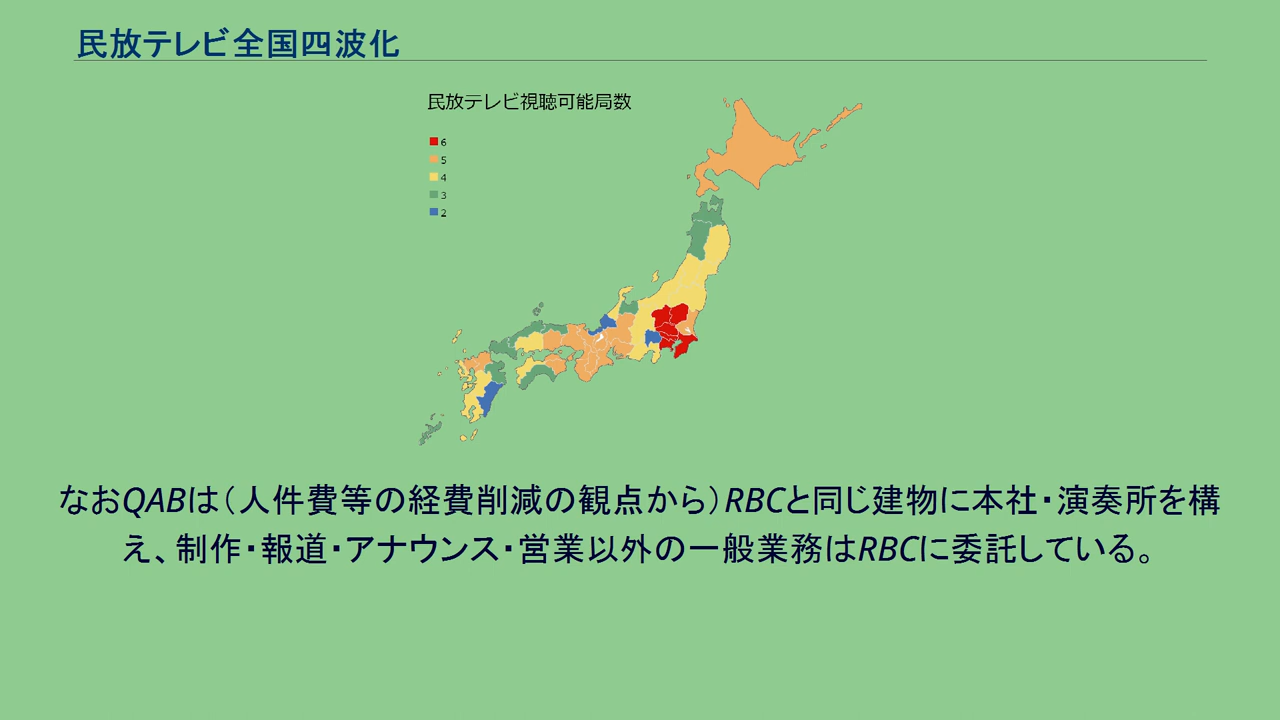 民放テレビ全国四波化
民放テレビ視聴可能局数
6
5
4
3
2
なおQABは（人件費等の経費削減の観点から）RBCと同じ建物に本社・演奏所を構
え、制作・報道・アナウンス・営業以外の一般業務はRBCに委託している。